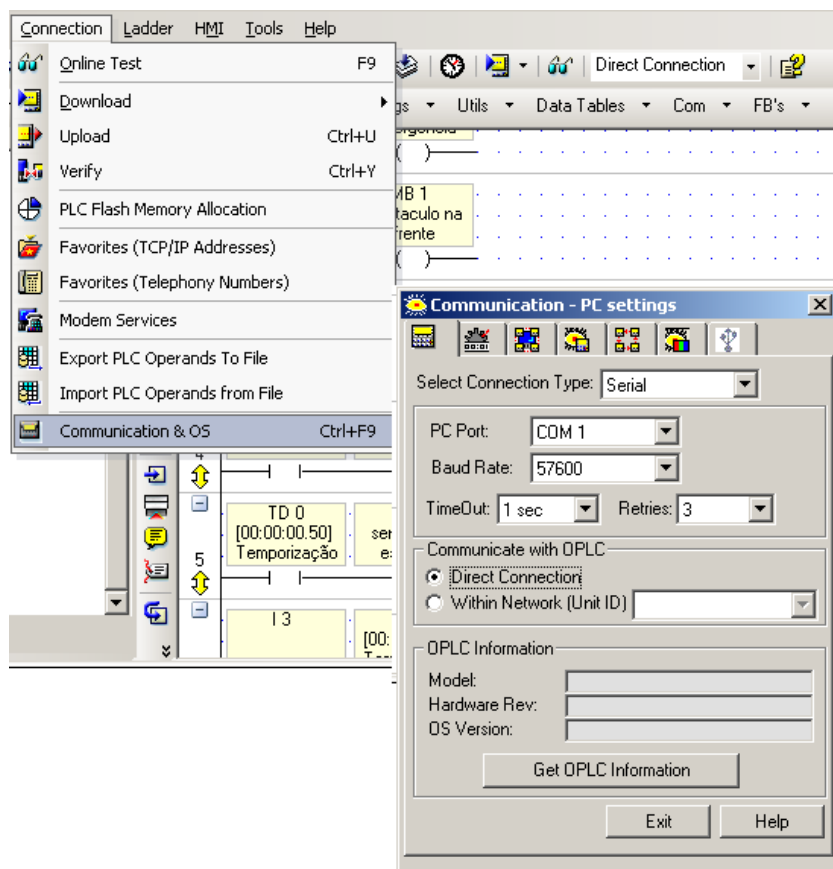 Connection Ladder HMI Tools Help
Online Test F9
Direct Connection
Download
gs Utils Data Tables Com FB's
Upload Ctrl+U
Verify Ctrl+Y
MB 1
PLC Flash Memory Allocation
taculo na
frente
Favorites (TCP/IP Addresses)
Favorites (Telephony Numbers)
Modem Services
Export PLC Operands To File
Import PLC Operands from File
Communication & OS Ctrl+F9
4
TD 0
[00:00:00.50] ser
Temporização e
5
I 3
[00:
Communication - PC settings
Select Connection Type: Serial
PC Port: COM 1
Baud Rate: 57600
TimeOut: 1 sec Retries: 3
Communicate with OPLC
Direct Connection
Within Network (Unit ID)
OPLC Information
Model:
Hardware Rev:
OS Version:
Get OPLC Information
Exit Help